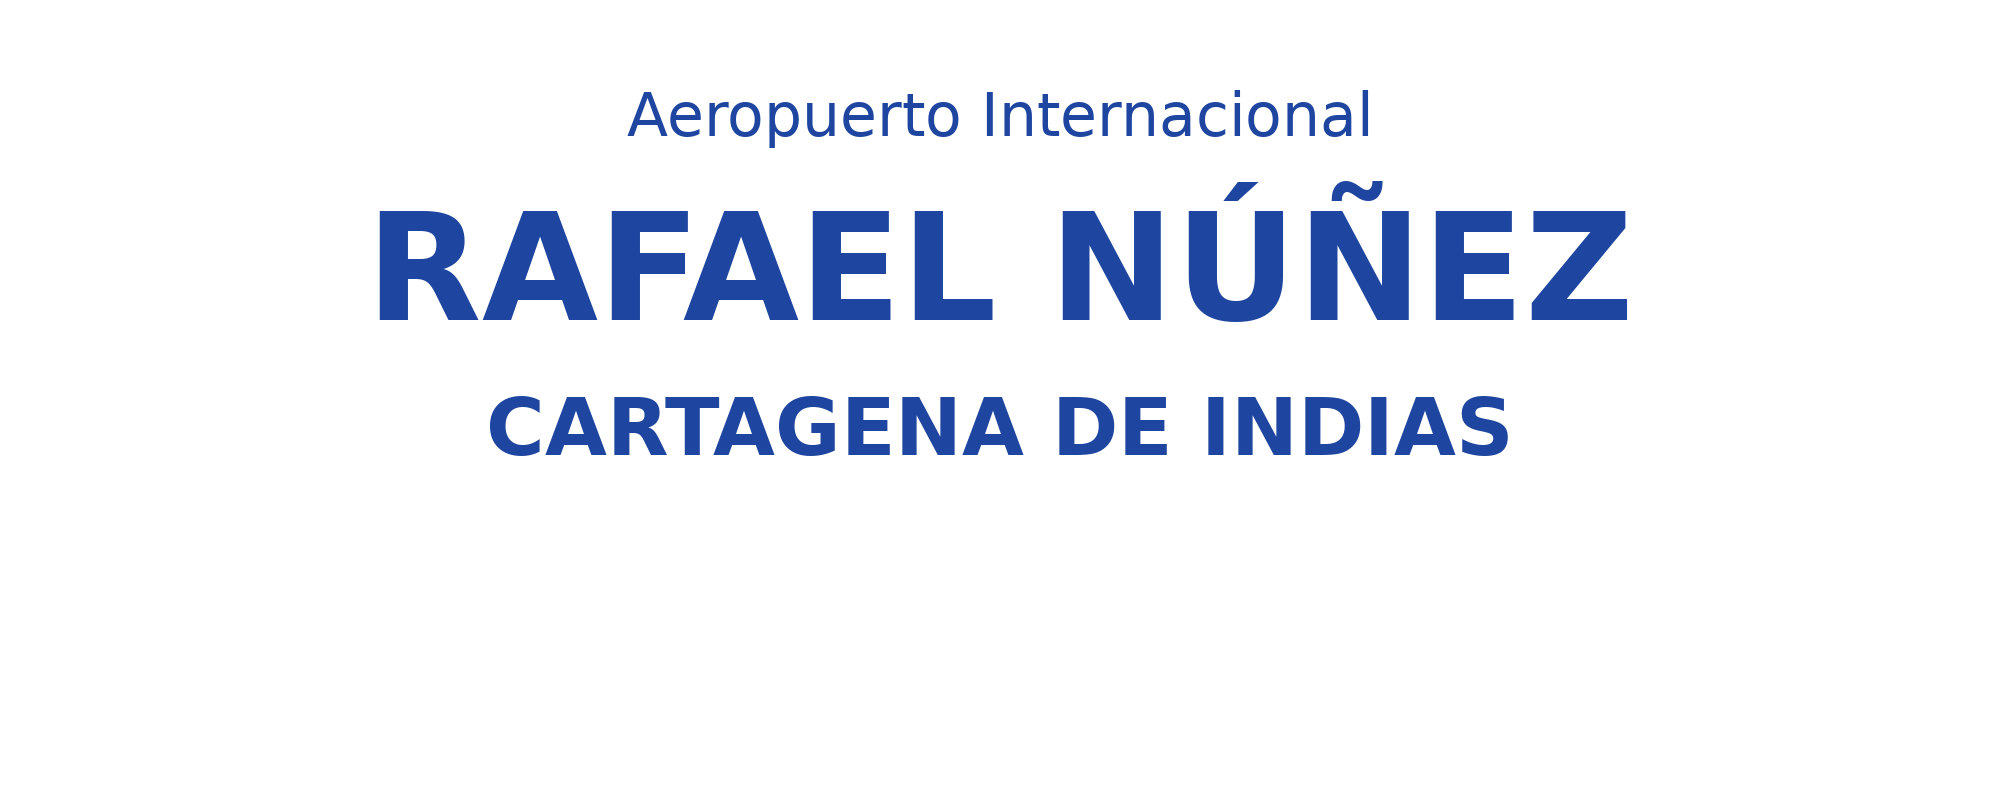 Aeropuerto Internacional
RAFAEL NÚÑEZ
CARTAGENA DE INDIAS